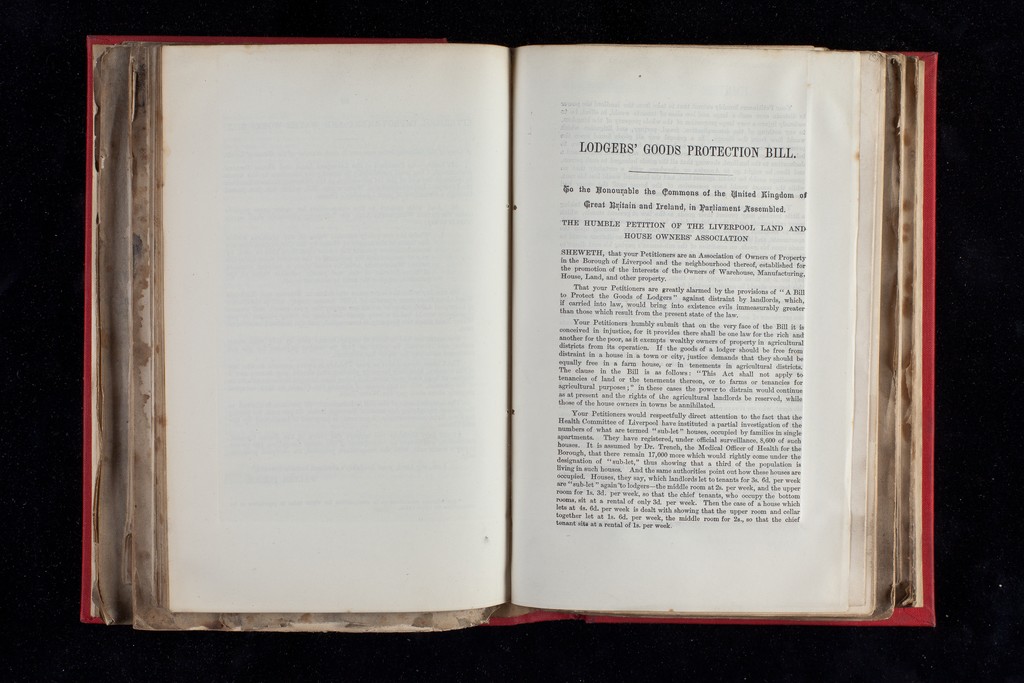 LODGERS' GOODS PROTECTION BILL.
To the Honourable the Commons of the United Kingdom of
Great Britain and Ireland, in Parliament Assembled.
THE HUMBLE PETITION OF THE LIVERPOOL LAND AND
HOUSE OWNERS' ASSOCIATION
SHEWETH, that your Petitioners are an Association of Owners of Property
in the Borough of Liverpool and the neighbourhood thereof, established for
the promotion of the interests of the Owners of Warehouse, Manufacturing,
House, Land, and other property.
That your Petitioners are greatly alarmed by the provisions of "A Bill
to Protect the Goods of Lodgers" against distraint by landlords, which,
if carried into law, would bring into existence evils immeasurably greater
than those which result from the present state of the law.
Your Petitioners humbly submit that on the very face of the Bill it is
conceived in injustice, for it provides there shall be one law for the rich and
another for the poor, as it exempts wealthy owners of property in agricultural
districts from its operation. If the goods of a lodger should be free from
distraint in a house in a town or city, justice demands that they should be
equally free in a farm house, or in tenements in agricultural districts.
The clause in the Bill is as follows: "This Act shall not apply to
tenancies of land or the tenements thereon, or to farms or tenancies for
agricultural purposes;" in these cases the power to distrain would continue
as at present and the rights of the agricultural landlords be reserved, while
those of the house owners in towns be annihilated.
Your Petitioners would respectfully direct attention to the fact that the
Health Committee of Liverpool have instituted a partial investigation of the
numbers of what are termed "sub-let" houses, occupied by families in single
apartments. They have registered, under official surveillance, 8,600 of such
houses. It is assumed by Dr. Trench, the Medical Officer of Health for the
Borough, that there remain 17,000 more which would rightly come under the
designation of "sub-let," thus showing that a third of the population is
living in such houses. And the same authorities point out how these houses are
occupied. Houses, they say, which landlords let to tenants for 3s. 6d. per week
are "sub-let" again to lodgers—the middle room at 2s. per week, and the upper
room for 1s. 3d. per week, so that the chief tenants, who occupy the bottom
rooms, sit at a rental of only 3d. per week. Then the case of a house which
lets at 4s. 6d. per week is dealt with showing that the upper room and cellar
together let at 1s. 6d. per week, the middle room for 2s., so that the chief
tenant sits at a rental of 1s. per week.